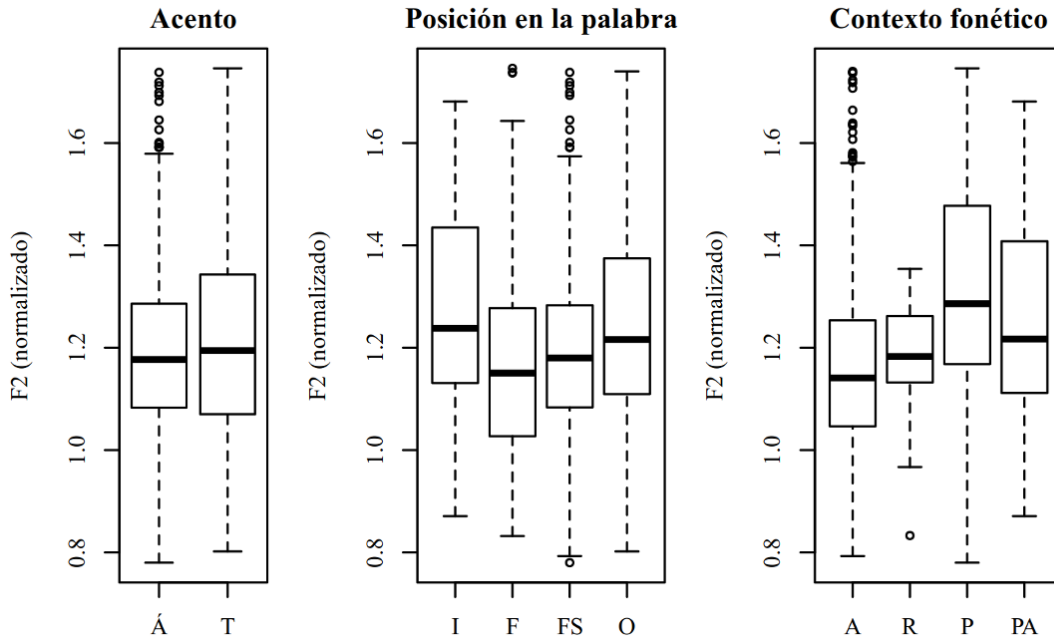 Acento
F2 (normalizado)
0.8 1.0 1.2 1.4 1.6
Á T
Posición en la palabra
F2 (normalizado)
0.8 1.0 1.2 1.4 1.6
I F FS O
Contexto fonético
F2 (normalizado)
0.8 1.0 1.2 1.4 1.6
A R P PA